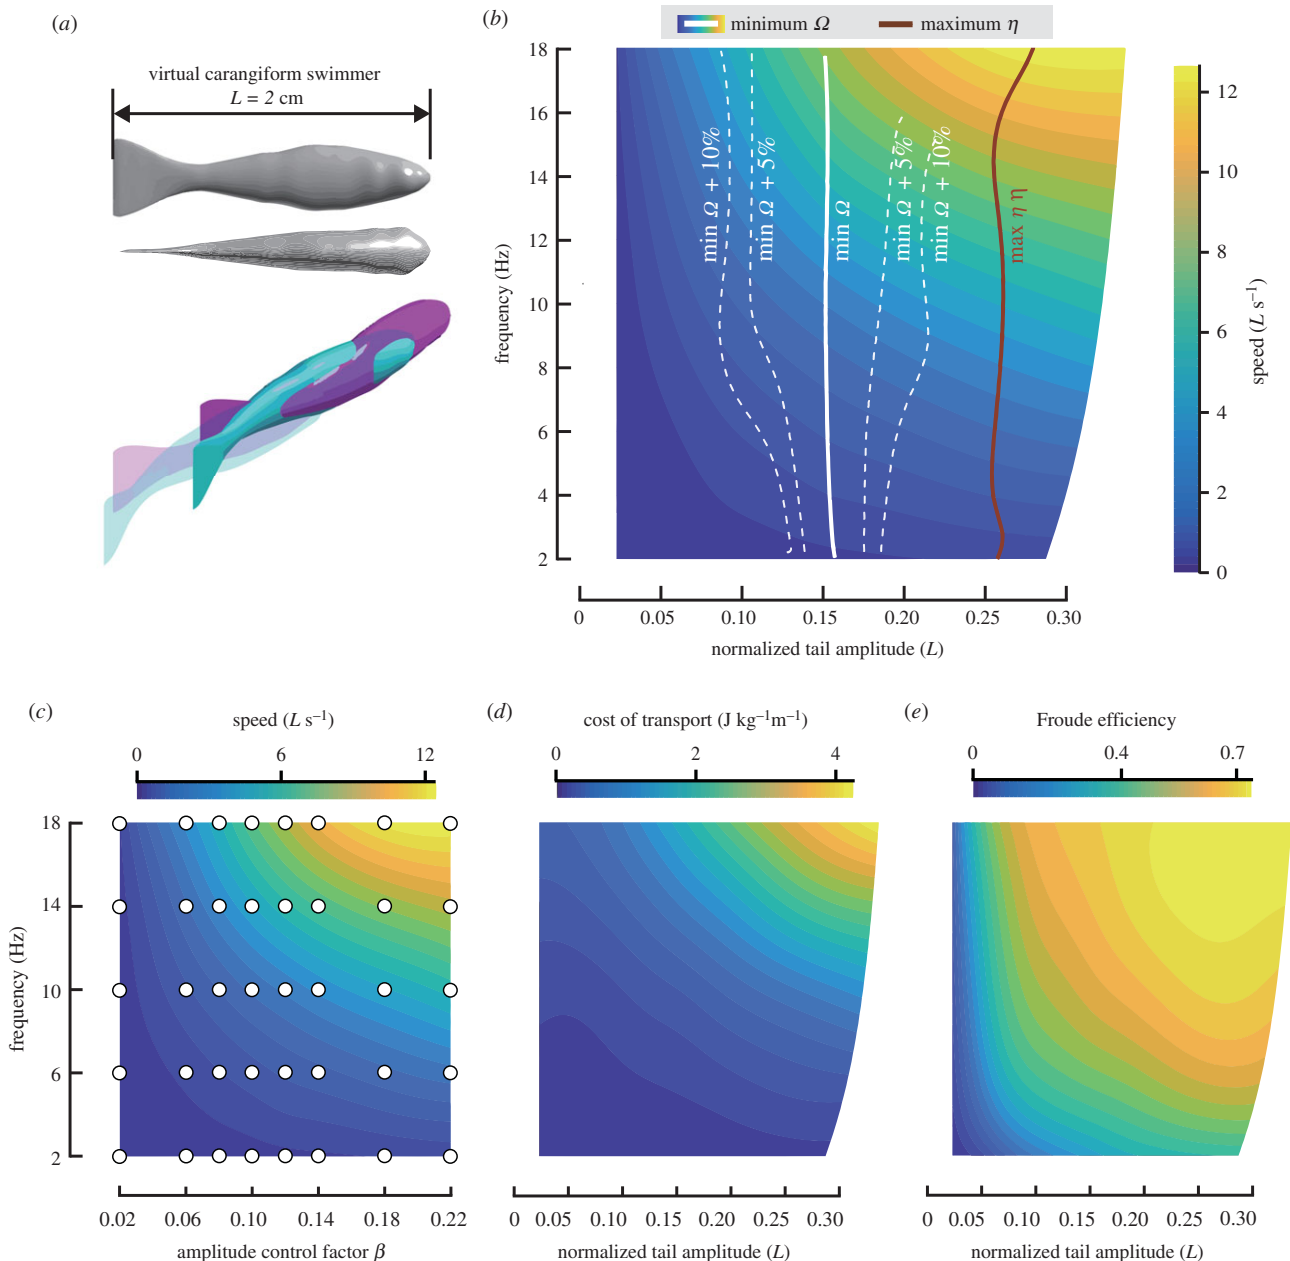 (a)
virtual carangiform swimmer
L = 2 cm
(b)
minimum Ω
maximum η
18
16
14
12
10
8
6
4
2
frequency (Hz)
min Ω + 10%
min Ω + 5%
min Ω
min Ω + 5%
min Ω + 10%
max η η
0
0.05
0.10
0.15
0.20
0.25
0.30
normalized tail amplitude (L)
12
10
8
6
4
2
0
speed (L s⁻¹)
(c)
speed (L s⁻¹)
0
6
12
18
14
10
6
2
frequency (Hz)
0.02
0.06
0.10
0.14
0.18
0.22
amplitude control factor β
(d)
cost of transport (J kg⁻¹m⁻¹)
0
2
4
0
0.05
0.10
0.15
0.20
0.25
0.30
normalized tail amplitude (L)
(e)
Froude efficiency
0
0.4
0.7
0
0.05
0.10
0.15
0.20
0.25
0.30
normalized tail amplitude (L)